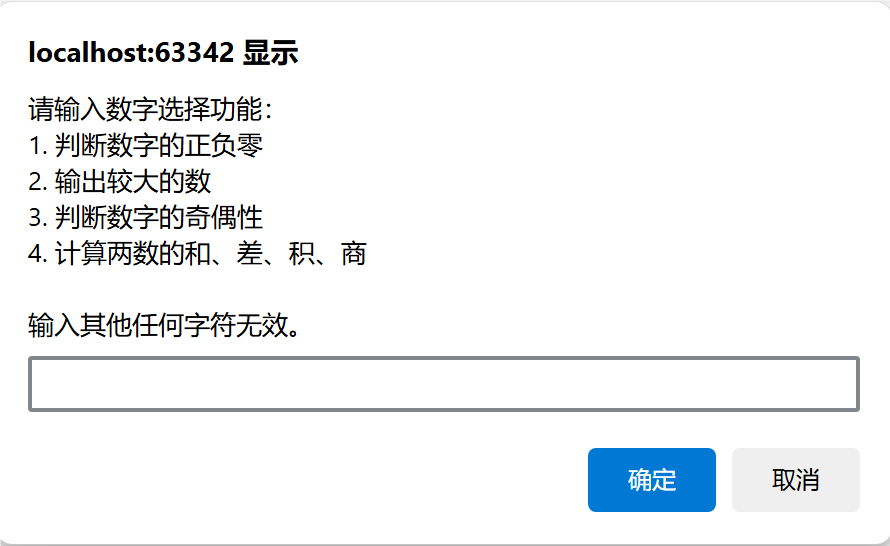 localhost:63342 显示
请输入数字选择功能：
1. 判断数字的正负零
2. 输出较大的数
3. 判断数字的奇偶性
4. 计算两数的和、差、积、商
输入其他任何字符无效。
确定
取消